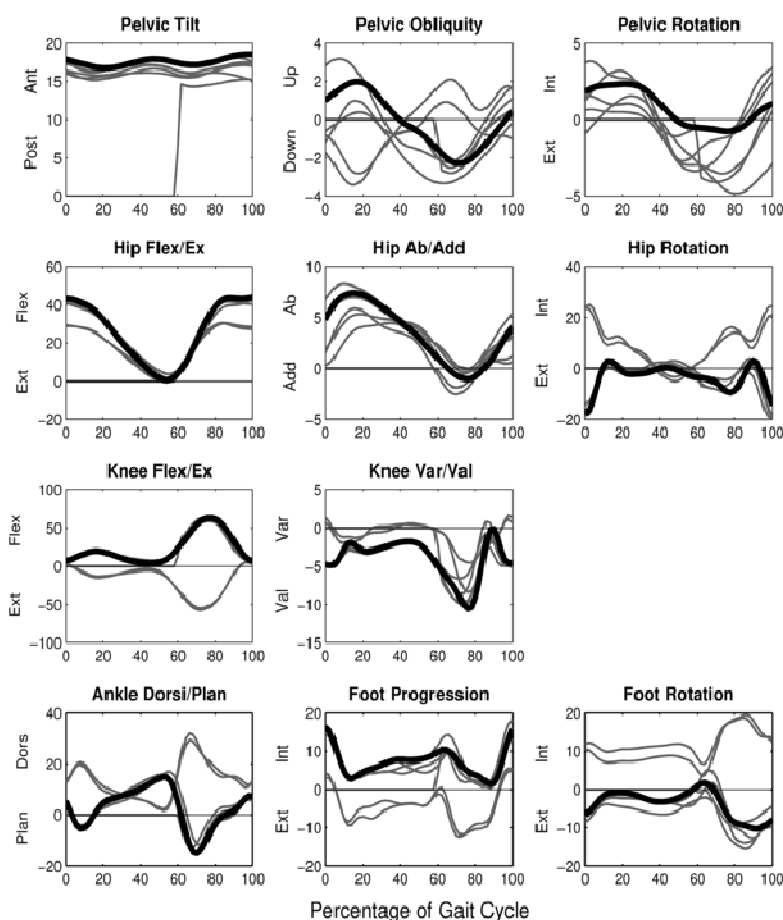 Pelvic Tilt
20
15
10
5
0
Ant
Post
0 20 40 60 80 100
Pelvic Obliquity
4
2
0
−2
−4
Up
Down
0 20 40 60 80 100
Pelvic Rotation
5
0
−5
Int
Ext
0 20 40 60 80 100
Hip Flex/Ex
60
40
20
0
−20
Flex
Ext
0 20 40 60 80 100
Hip Ab/Add
10
5
0
−5
Ab
Add
0 20 40 60 80 100
Hip Rotation
40
20
0
−20
Int
Ext
0 20 40 60 80 100
Knee Flex/Ex
100
50
0
−50
−100
Flex
Ext
0 20 40 60 80 100
Knee Var/Val
5
0
−5
−10
−15
Var
Val
0 20 40 60 80 100
Ankle Dorsi/Plan
40
20
0
−20
Dors
Plan
0 20 40 60 80 100
Foot Progression
20
10
0
−10
−20
Int
Ext
0 20 40 60 80 100
Foot Rotation
20
10
0
−10
−20
Int
Ext
0 20 40 60 80 100
Percentage of Gait Cycle